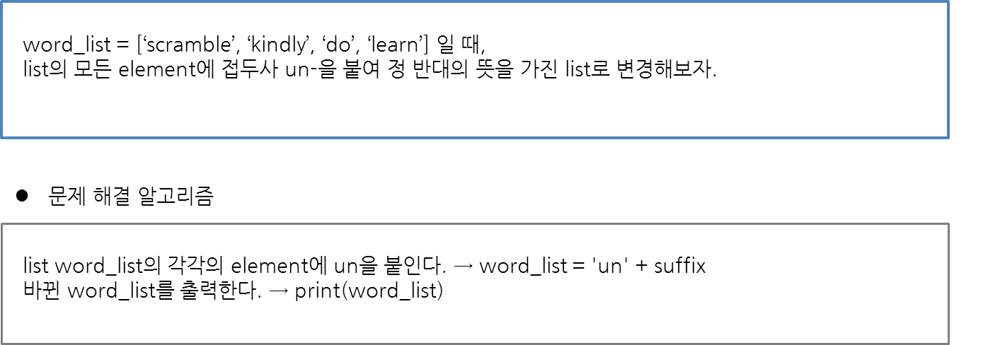 word_list = [‘scramble’, ‘kindly’, ‘do’, ‘learn’] 일 때,
list의 모든 element에 접두사 un-을 붙여 정 반대의 뜻을 가진 list로 변경해보자.
● 문제 해결 알고리즘
list word_list의 각각의 element에 un을 붙인다. → word_list = 'un' + suffix
바뀐 word_list를 출력한다. → print(word_list)